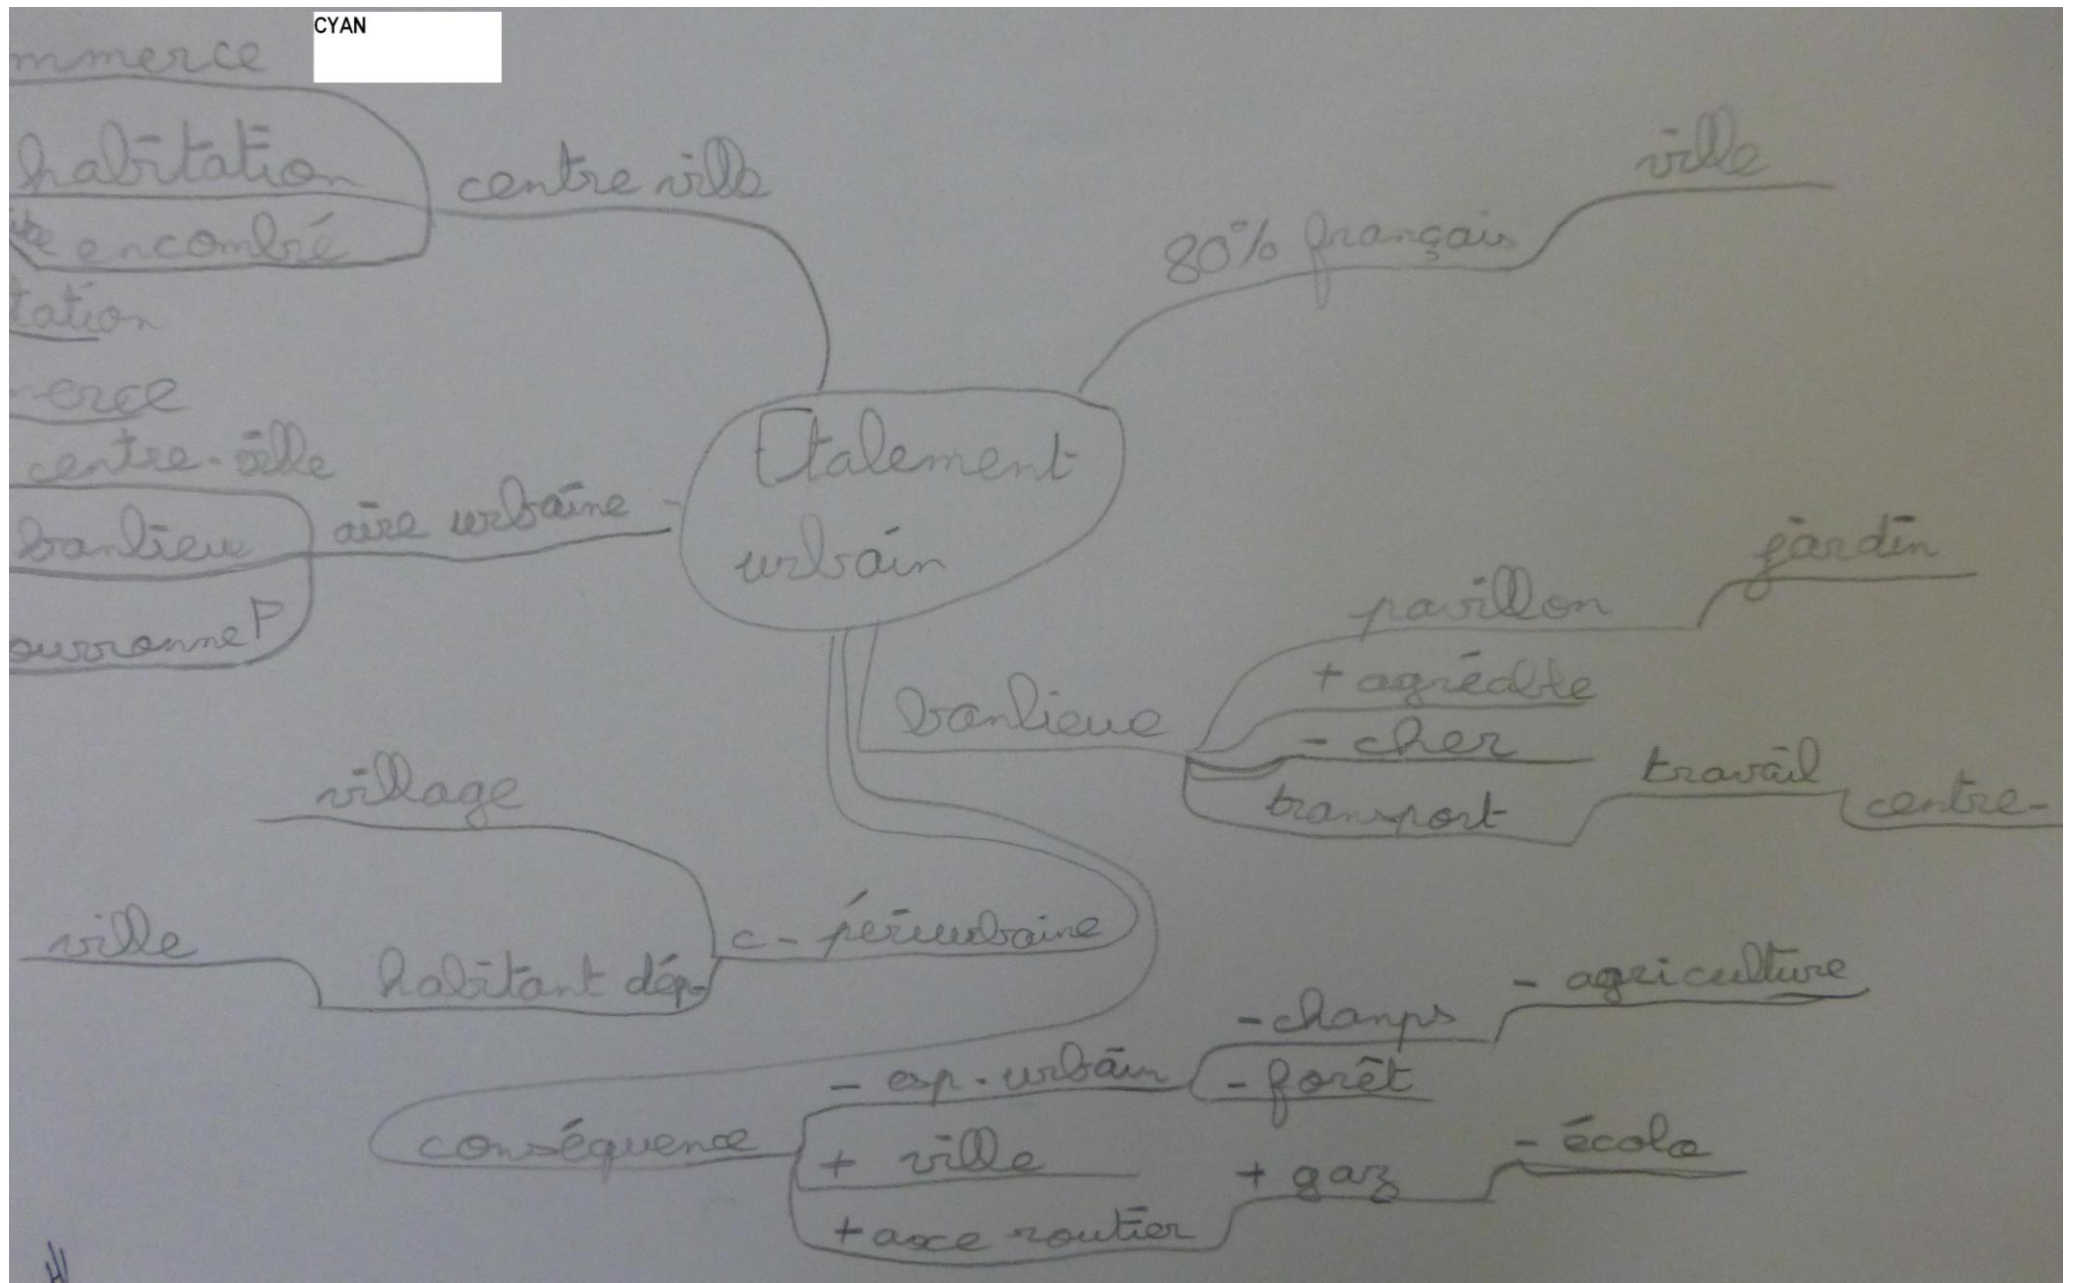 CYAN
mmerce
habitation
encombré
centre ville
tation
erce
centre-ville
banlieue
ourronne P
aire urbaine -
Etalement
urbain
80% français
ville
banlieue
pavillon
jardin
+ agréable
- cher
transport
travail
centre-
village
c - périurbaine
habitant dép-
ville
conséquence
- esp. urbain
- champs
- agriculture
- forêt
+ ville
+ axe routier
+ gaz
- école